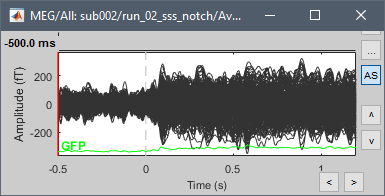 MEG/All: sub002/run_02_sss_notch/Av...
-500.0 ms
...
AS
Amplitude (fT)
200
0
-200
GFP
-0.5
0
0.5
1
Time (s)
< >